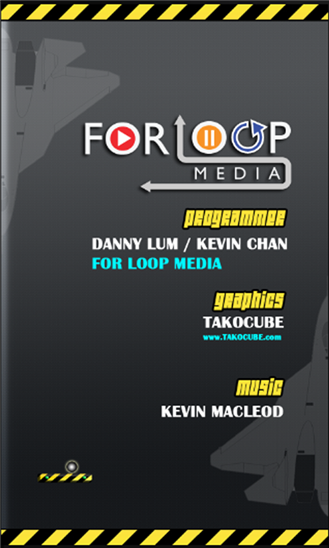 FOR LOOP
MEDIA
programmer
DANNY LUM / KEVIN CHAN
FOR LOOP MEDIA
graphics
TAKOCUBE
www.TAKOCUBE.com
music
KEVIN MACLEOD